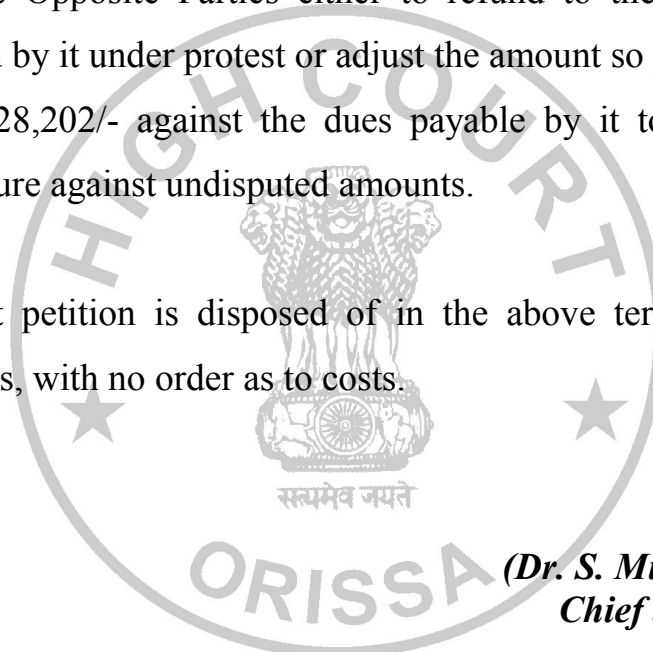 Opposite Parties either to refund to the
by it under protest or adjust the amount so
28,202/- against the dues payable by it to
against undisputed amounts.
petition is disposed of in the above
with no order as to costs.
HIGH COURT
सत्यमेव जयते
ORISSA
(Dr. S.
Chief